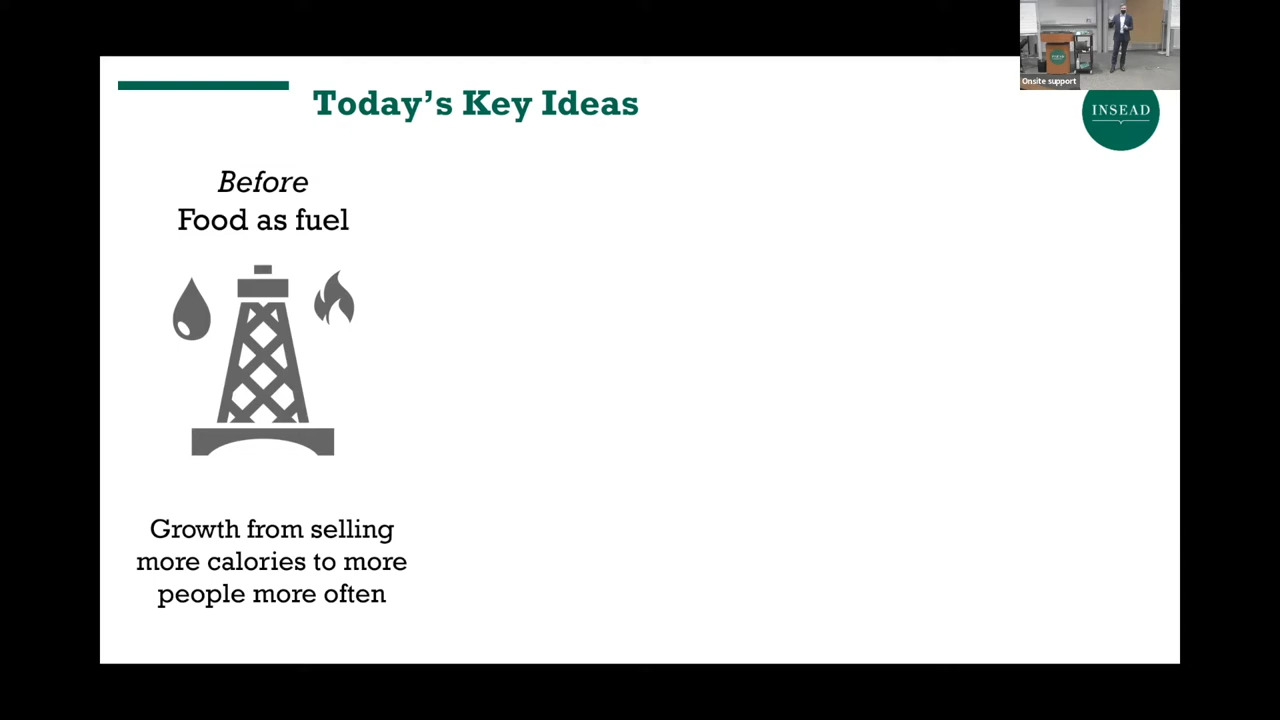 Today's Key Ideas
Onsite support
INSEAD
Before
Food as fuel
Growth from selling
more calories to more
people more often